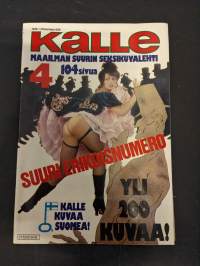 Kalle
MAAILMAN SUURIN SEKSIKUVALEHTI
4
104 sivua
SUURI ERIKOISNUMERO
YLI
200
KUVAA!
KALLE
KUVAA
SUOMEA!